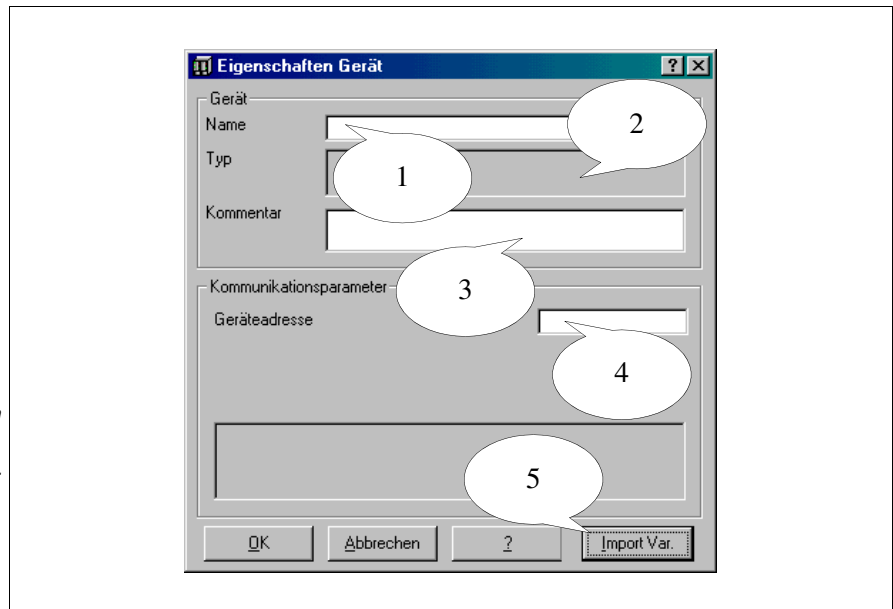 Eigenschaften Gerät
Gerät
Name
2
Typ
1
Kommentar
3
Kommunikationsparameter
Geräteadresse
4
5
OK
Abbrechen
?
Import Var.